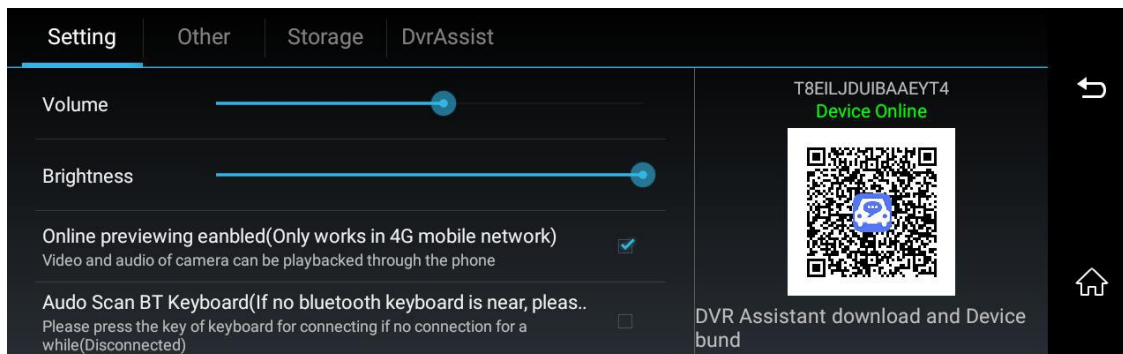 Setting
Other
Storage
DvrAssist
Volume
Brightness
Online previewing eanbled(Only works in 4G mobile network)
Video and audio of camera can be playbacked through the phone
Audo Scan BT Keyboard(If no bluetooth keyboard is near, pleas..
Please press the key of keyboard for connecting if no connection for a
while(Disconnected)
T8EILJDUIBAAEYT4
Device Online
DVR Assistant download and Device
bund